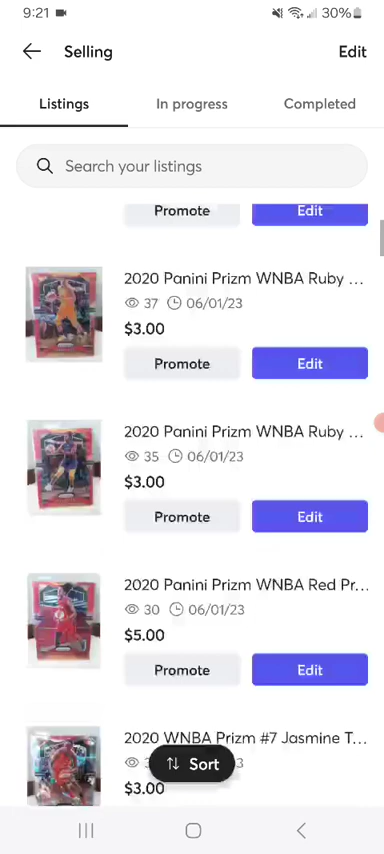 9:21
30%
Selling
Edit
Listings
In progress
Completed
Search your listings
Promote
Edit
2020 Panini Prizm WNBA Ruby ...
37
06/01/23
$3.00
Promote
Edit
2020 Panini Prizm WNBA Ruby ...
35
06/01/23
$3.00
Promote
Edit
2020 Panini Prizm WNBA Red Pr...
30
06/01/23
$5.00
Promote
Edit
2020 WNBA Prizm #7 Jasmine T...
Sort
$3.00